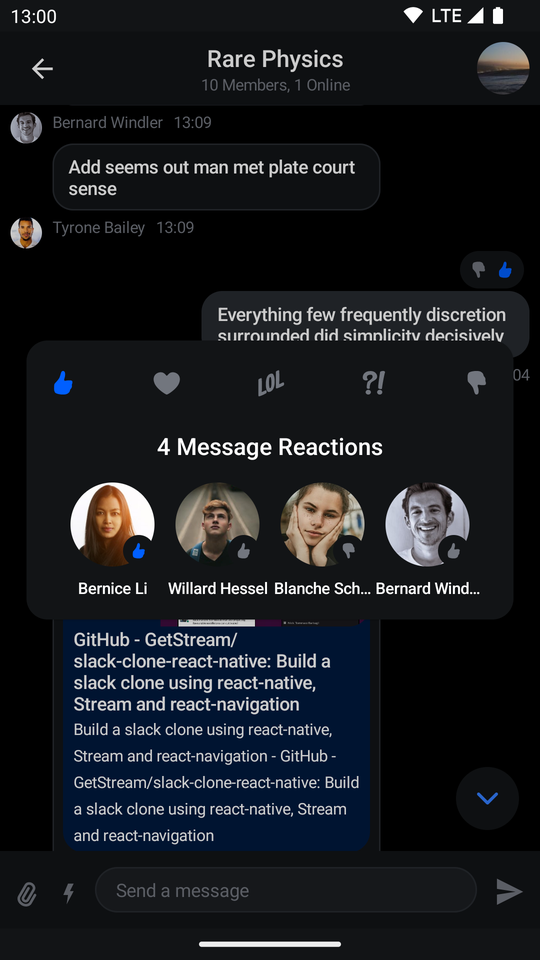 13:00
LTE
Rare Physics
10 Members, 1 Online
Bernard Windler 13:09
Add seems out man met plate court
sense
Tyrone Bailey 13:09
Everything few frequently discretion
surrounded did simplicity decisively
04
LOL
?!
4 Message Reactions
Bernice Li
Willard Hessel
Blanche Sch...
Bernard Wind...
GitHub - GetStream/
slack-clone-react-native: Build a
slack clone using react-native,
Stream and react-navigation
Build a slack clone using react-native,
Stream and react-navigation - GitHub -
GetStream/slack-clone-react-native: Build
a slack clone using react-native, Stream
and react-navigation
Send a message